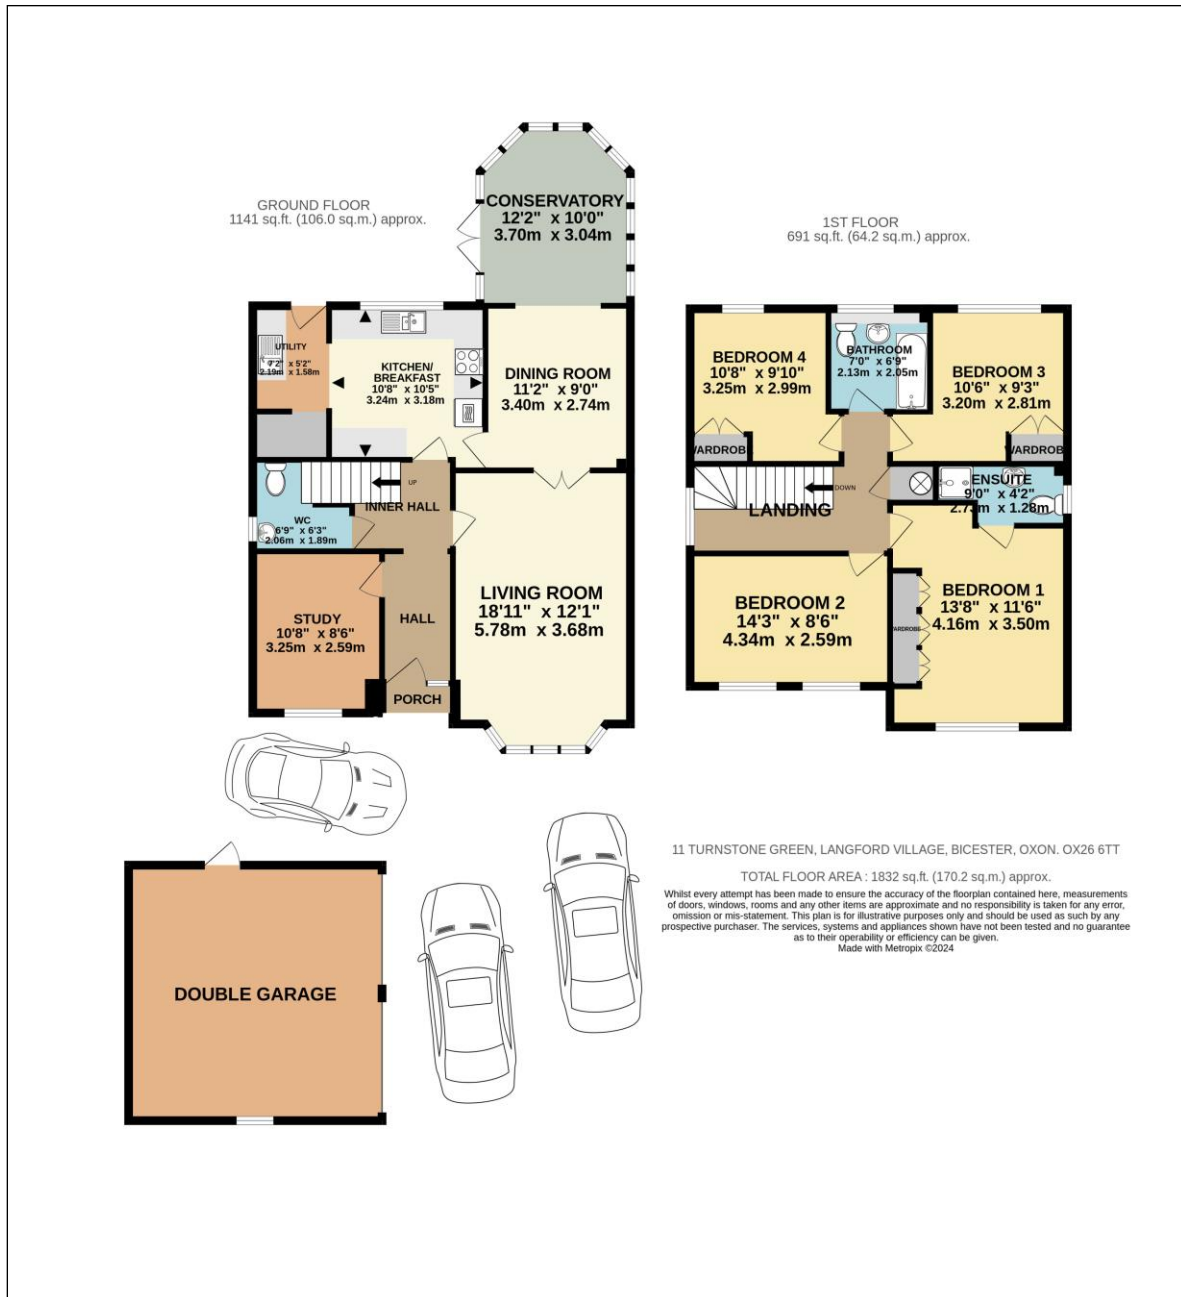 GROUND FLOOR
1141 sq.ft. (106.0 sq.m.) approx.
CONSERVATORY
12'2" x 10'0"
3.70m x 3.04m
UTILITY
7'2" x 5'2"
2.19m x 1.58m
KITCHEN/
BREAKFAST
10'8" x 10'5"
3.24m x 3.18m
DINING ROOM
11'2" x 9'0"
3.40m x 2.74m
UP
INNER HALL
WC
6'9" x 6'3"
2.06m x 1.89m
STUDY
10'8" x 8'6"
3.25m x 2.59m
HALL
LIVING ROOM
18'11" x 12'1"
5.78m x 3.68m
PORCH
DOUBLE GARAGE
1ST FLOOR
691 sq.ft. (64.2 sq.m.) approx.
BEDROOM 4
10'8" x 9'10"
3.25m x 2.99m
BATHROOM
7'0" x 6'9"
2.13m x 2.05m
BEDROOM 3
10'6" x 9'3"
3.20m x 2.81m
WARDROBE
WARDROBE
DOWN
LANDING
ENSUITE
9'0" x 4'2"
2.73m x 1.28m
BEDROOM 2
14'3" x 8'6"
4.34m x 2.59m
WARDROBE
BEDROOM 1
13'8" x 11'6"
4.16m x 3.50m
11 TURNSTONE GREEN, LANGFORD VILLAGE, BICESTER, OXON. OX26 6TT
TOTAL FLOOR AREA : 1832 sq.ft. (170.2 sq.m.) approx.
Whilst every attempt has been made to ensure the accuracy of the floorplan contained here, measurements
of doors, windows, rooms and any other items are approximate and no responsibility is taken for any error,
omission or mis-statement. This plan is for illustrative purposes only and should be used as such by any
prospective purchaser. The services, systems and appliances shown have not been tested and no guarantee
as to their operability or efficiency can be given.
Made with Metropix ©2024